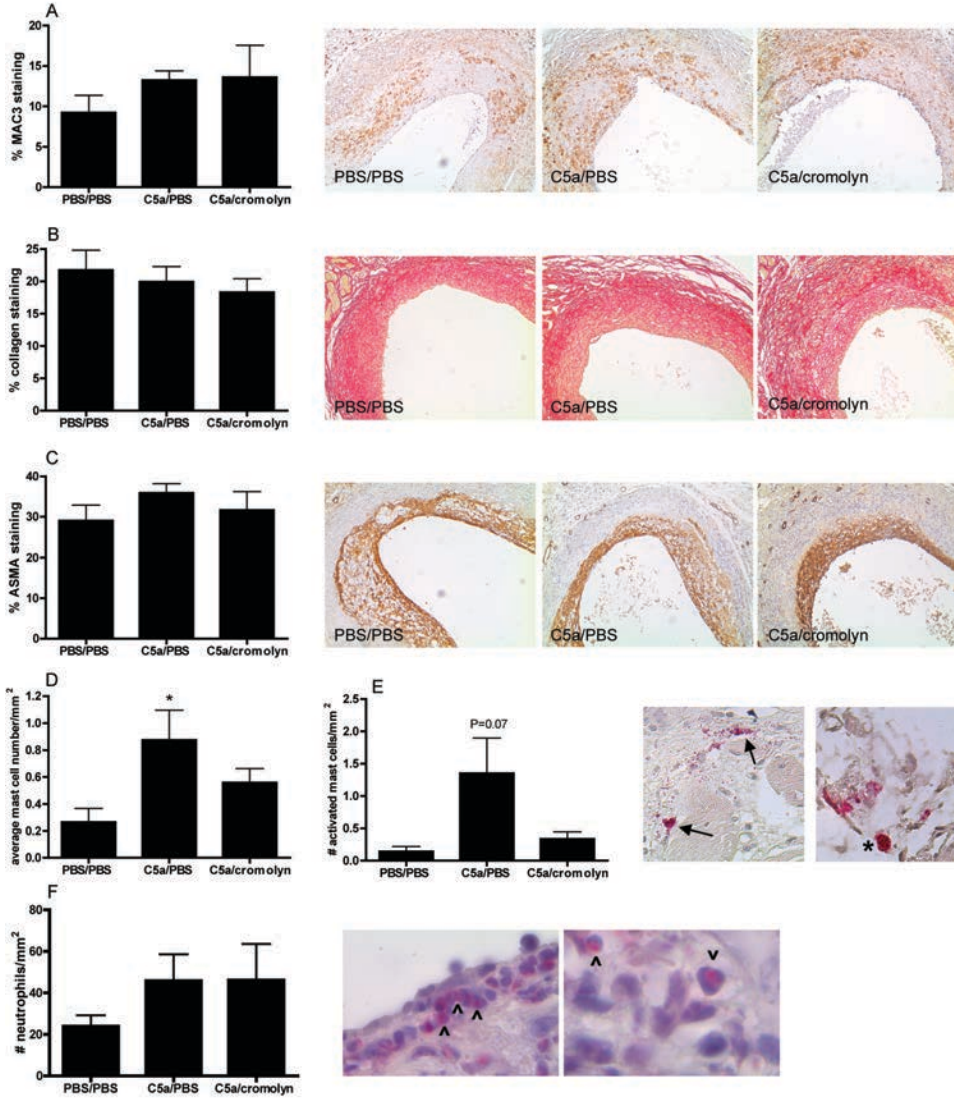 A
% MAC3 staining
20
15
10
5
0
PBS/PBS
C5a/PBS
C5a/cromolyn
PBS/PBS
C5a/PBS
C5a/cromolyn
B
% collagen staining
25
20
15
10
5
0
PBS/PBS
C5a/PBS
C5a/cromolyn
PBS/PBS
C5a/PBS
C5a/cromolyn
C
% ASMA staining
40
30
20
10
0
PBS/PBS
C5a/PBS
C5a/cromolyn
PBS/PBS
C5a/PBS
C5a/cromolyn
D
average mast cell number/mm²
1.2
1.0
0.8
0.6
0.4
0.2
0.0
*
PBS/PBS
C5a/PBS
C5a/cromolyn
E
# activated mast cells/mm²
2.5
2.0
1.5
1.0
0.5
0.0
P=0.07
PBS/PBS
C5a/PBS
C5a/cromolyn
*
F
# neutrophils/mm²
80
60
40
20
0
PBS/PBS
C5a/PBS
C5a/cromolyn